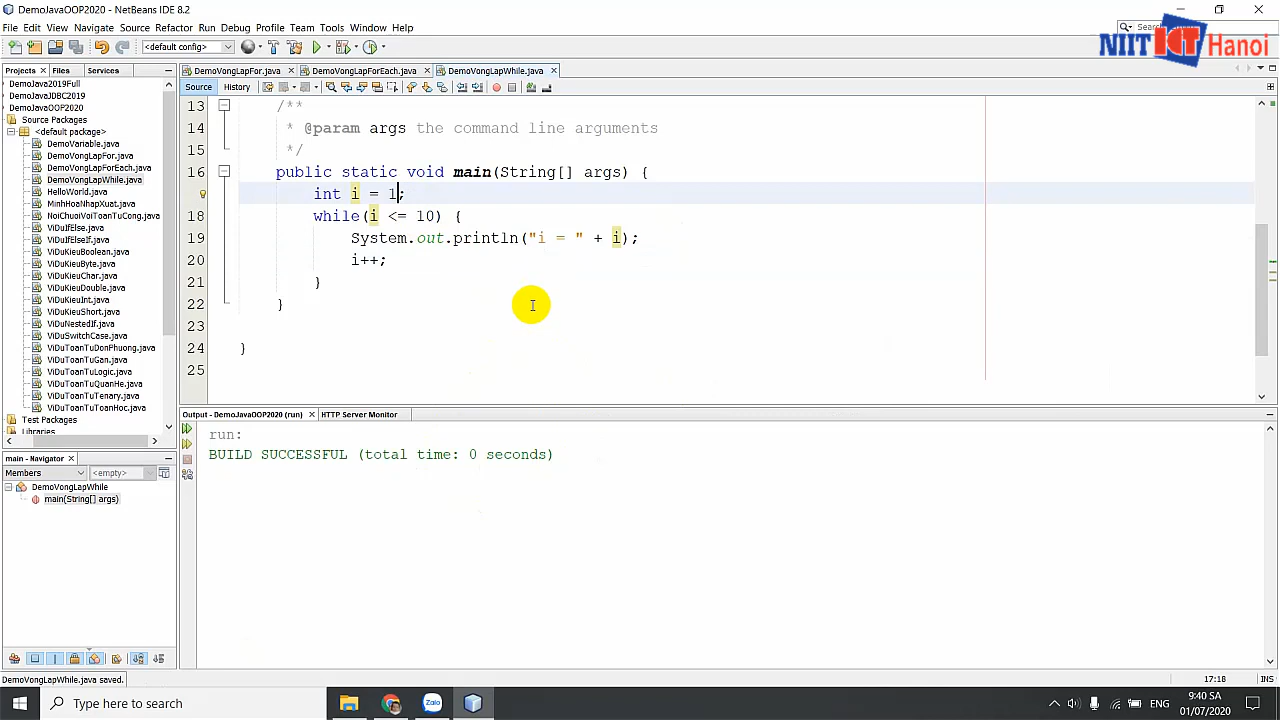 DemoJavaOOP2020 - NetBeans IDE 8.2
File Edit View Navigate Source Refactor Run Debug Profile Team Tools Window Help
Search
NIIT ICT Hanoi
<default config>
Projects Files Services
DemoVongLapFor.java DemoVongLapForEach.java DemoVongLapWhile.java
Source History
DemoJava2019Full
DemoJavaJDBC2019
DemoJavaOOP2020
Source Packages
<default package>
DemoVariable.java
DemoVongLapFor.java
DemoVongLapForEach.java
DemoVongLapWhile.java
HelloWorld.java
MinhHoaNhapXuat.java
NoiChuoiVoiToanTuCong.java
ViDuIfElse.java
ViDuElseIf.java
ViDuKieuBoolean.java
ViDuKieuByte.java
ViDuKieuChar.java
ViDuKieuDouble.java
ViDuKieuInt.java
ViDuKieuShort.java
ViDuNestedIf.java
ViDuSwitchCase.java
ViDuToanTuDonPhuong.java
ViDuToanTuGan.java
ViDuToanTuLogic.java
ViDuToanTuQuanHe.java
ViDuToanTuTenary.java
ViDuToanTuToanHoc.java
Test Packages
Libraries
13 /**
14 * @param args the command line arguments
15 */
16 public static void main(String[] args) {
int i = 1;
18 while(i <= 10) {
19 System.out.println("i = " + i);
20 i++;
21 }
22 }
23
24 }
25
Output - DemoJavaOOP2020 (run) HTTP Server Monitor
run:
BUILD SUCCESSFUL (total time: 0 seconds)
main - Navigator
Members <empty>
DemoVongLapWhile
main(String[] args)
DemoVongLapWhile.java saved.
17:18 INS
Type here to search
Zalo
ENG
9:40 SA
01/07/2020